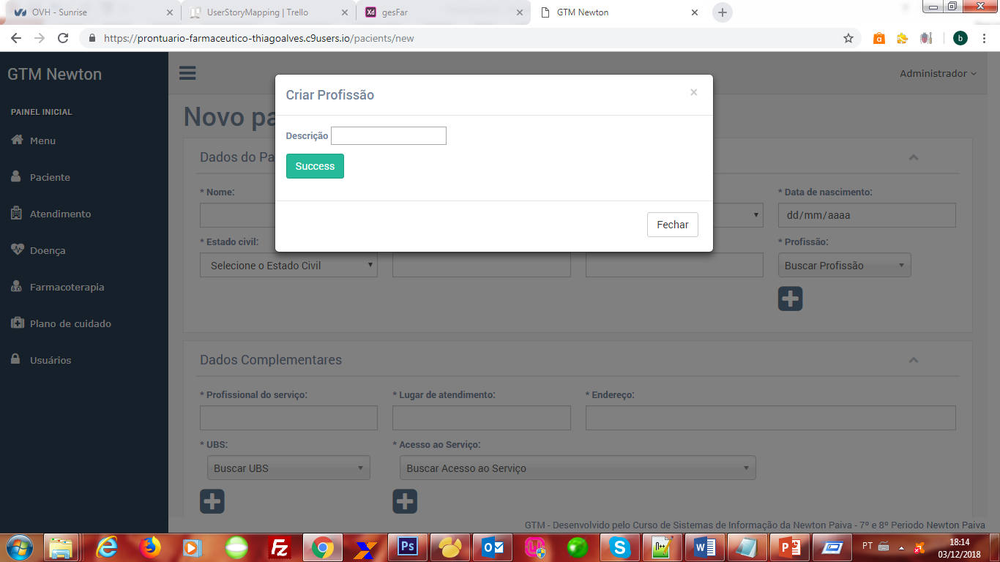 OVH - Sunrise
UserStoryMapping | Trello
gesFar
GTM Newton
https://prontuario-farmaceutico-thiagoalves.c9users.io/pacients/new
GTM Newton
Administrador
PAINEL INICIAL
Menu
Paciente
Atendimento
Doença
Farmacoterapia
Plano de cuidado
Usuários
Criar Profissão
×
Descrição
Success
Fechar
Novo pa
Dados do Pa
* Nome:
* Data de nascimento:
dd/mm/aaaa
* Estado civil:
* Profissão:
Selecione o Estado Civil
Buscar Profissão
Dados Complementares
* Profissional do serviço:
* Lugar de atendimento:
* Endereço:
* UBS:
* Acesso ao Serviço:
Buscar UBS
Buscar Acesso ao Serviço
GTM - Desenvolvido pelo Curso de Sistemas de Informação da Newton Paiva - 7º e 8º Periodo Newton Paiva
PT
18:14
03/12/2018